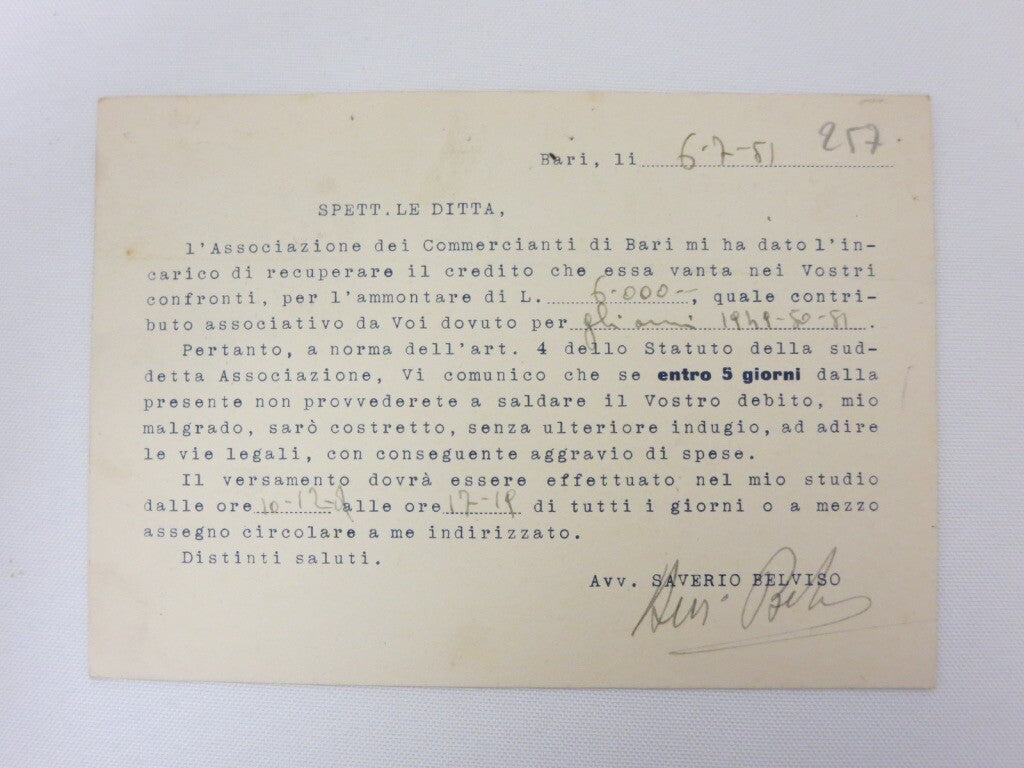 257.
Bari, li 6-7-51
SPETT.LE DITTA,
l'Associazione dei Commercianti di Bari mi ha dato l'in-
carico di recuperare il credito che essa vanta nei Vostri
confronti, per l'ammontare di L. 6.000-, quale contri-
buto associativo da Voi dovuto per gli anni 1949-50-51.
Pertanto, a norma dell'art. 4 dello Statuto della sud-
detta Associazione, Vi comunico che se entro 5 giorni dalla
presente non provvederete a saldare il Vostro debito, mio
malgrado, sarò costretto, senza ulteriore indugio, ad adire
le vie legali, con conseguente aggravio di spese.
Il versamento dovrà essere effettuato nel mio studio
dalle ore 10-12 dalle ore 17-19 di tutti i giorni o a mezzo
assegno circolare a me indirizzato.
Distinti saluti.
Avv. SAVERIO BELVISO